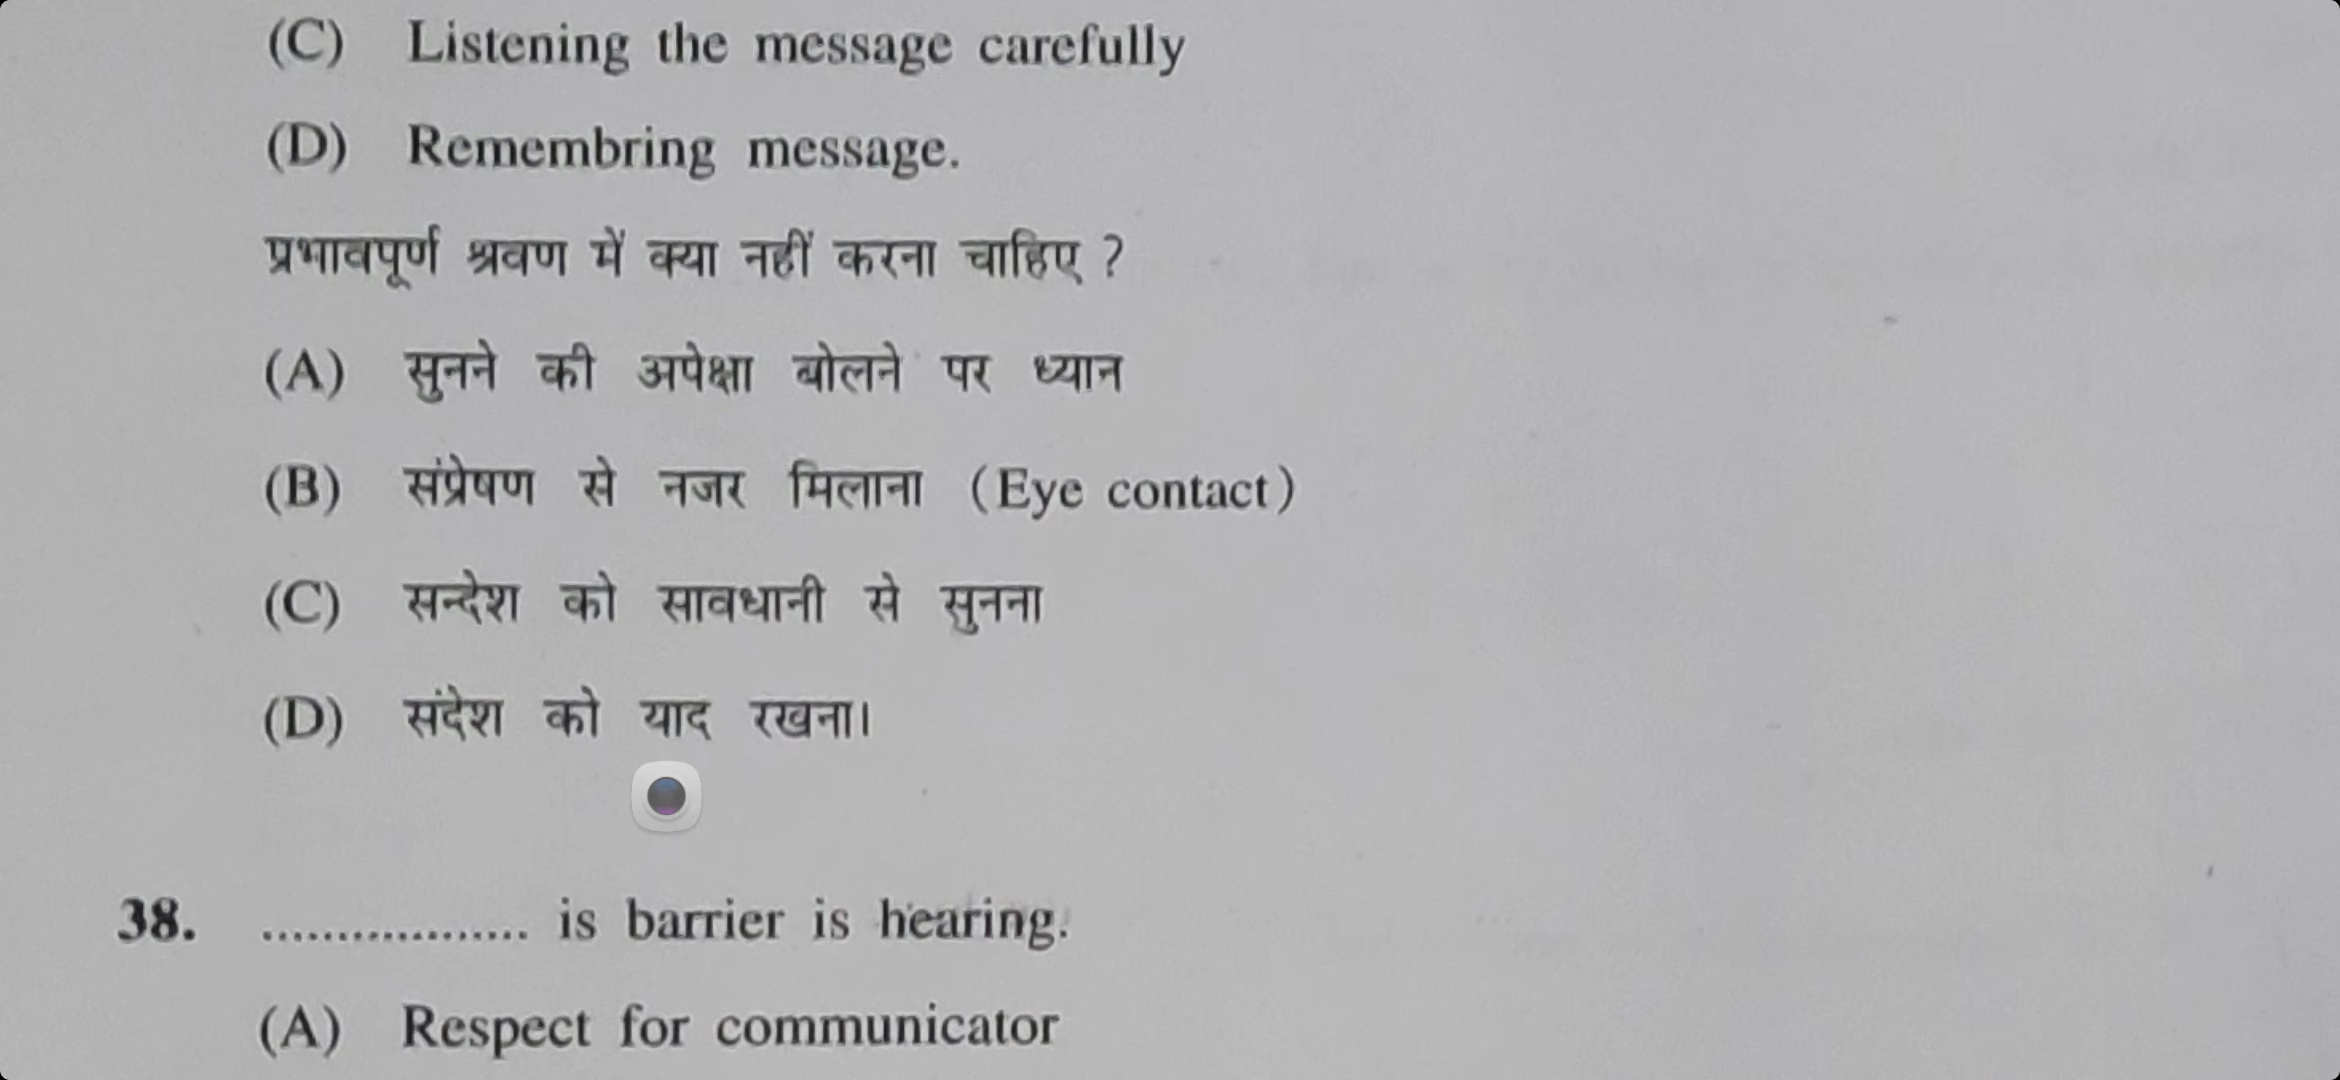 (C) Listening the message carefully
(D) Remembring message.
प्रभावपूर्ण श्रवण में क्या नहीं करना चाहिए ?
(A) सुनने की अपेक्षा बोलने पर ध्यान
(B) संप्रेषण से नजर मिलाना (Eye contact)
(C) सन्देश को सावधानी से सुनना
(D) संदेश को याद रखना।
38. .................. is barrier is hearing.
(A) Respect for communicator